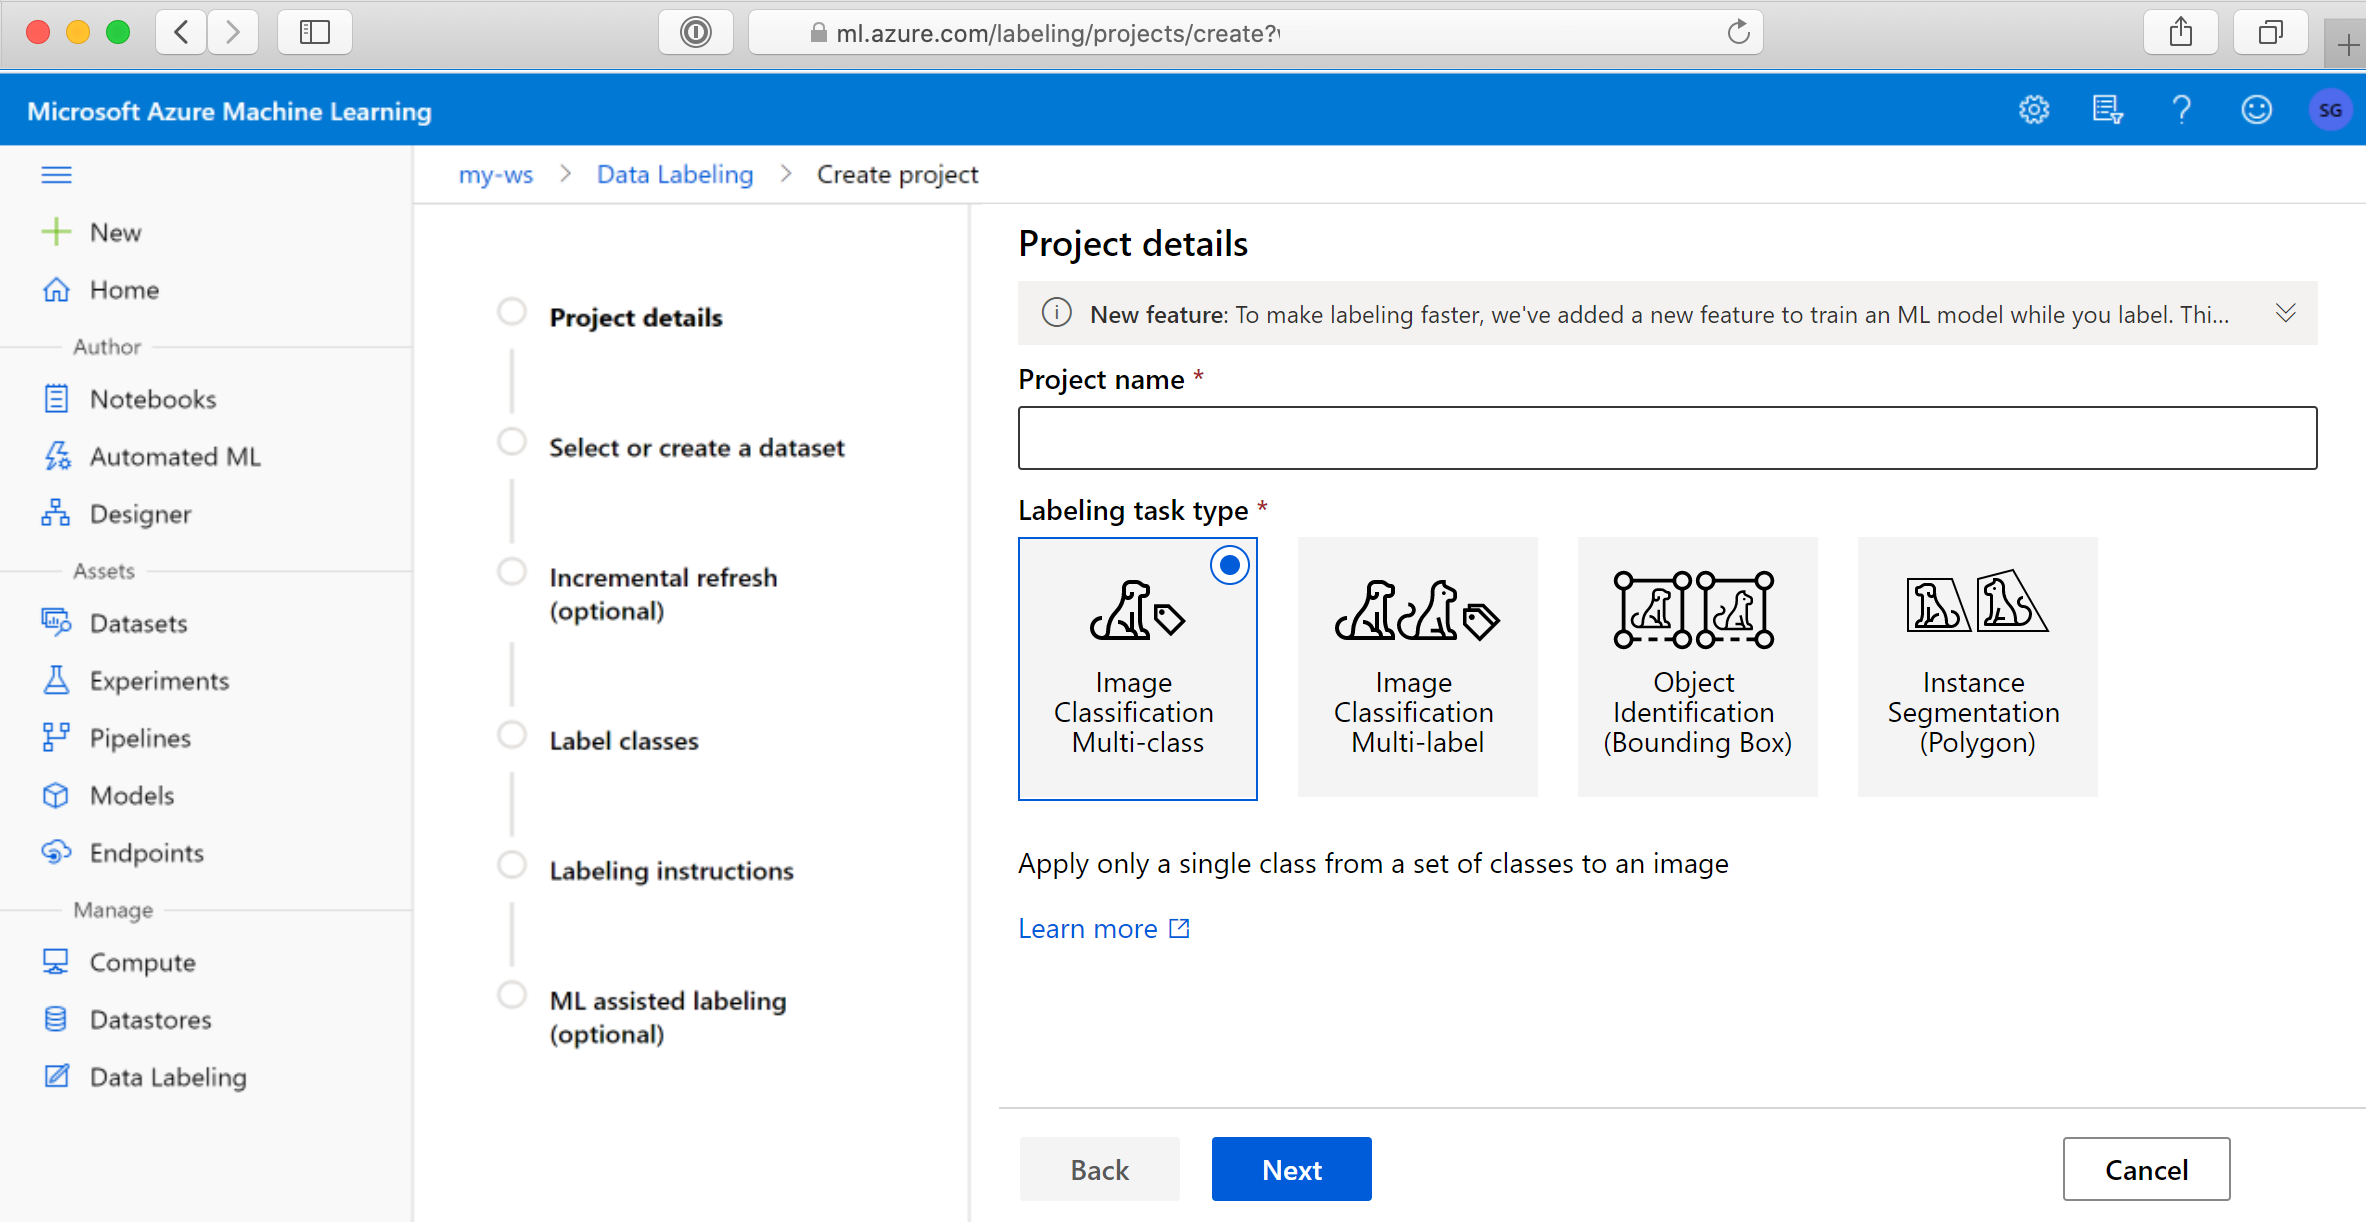 ml.azure.com/labeling/projects/create?
Microsoft Azure Machine Learning
SG
my-ws > Data Labeling > Create project
New
Home
Author
Notebooks
Automated ML
Designer
Assets
Datasets
Experiments
Pipelines
Models
Endpoints
Manage
Compute
Datastores
Data Labeling
Project details
Select or create a dataset
Incremental refresh
(optional)
Label classes
Labeling instructions
ML assisted labeling
(optional)
Project details
New feature: To make labeling faster, we've added a new feature to train an ML model while you label. Thi...
Project name *
Labeling task type *
Image
Classification
Multi-class
Image
Classification
Multi-label
Object
Identification
(Bounding Box)
Instance
Segmentation
(Polygon)
Apply only a single class from a set of classes to an image
Learn more
Back
Next
Cancel